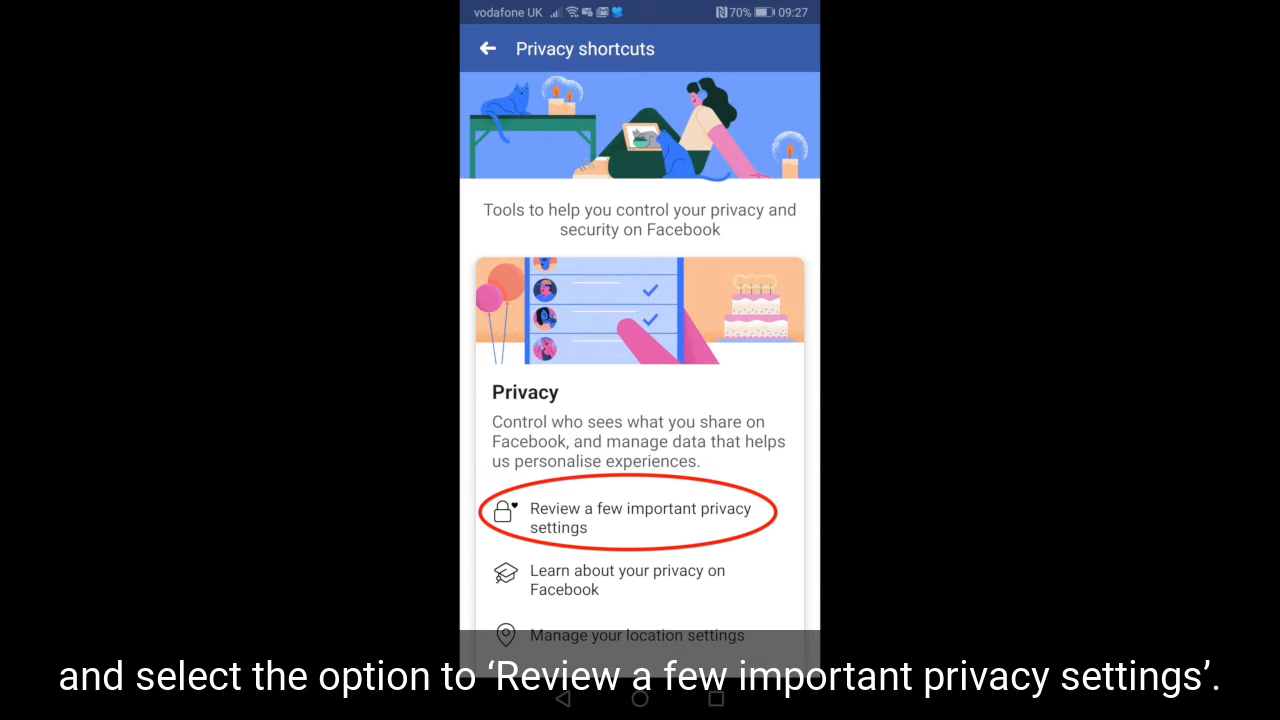 vodafone UK 70% 09:27
Privacy shortcuts
Tools to help you control your privacy and
security on Facebook
Privacy
Control who sees what you share on
Facebook, and manage data that helps
us personalise experiences.
Review a few important privacy
settings
Learn about your privacy on
Facebook
Manage your location settings
and select the option to ‘Review a few important privacy settings’.